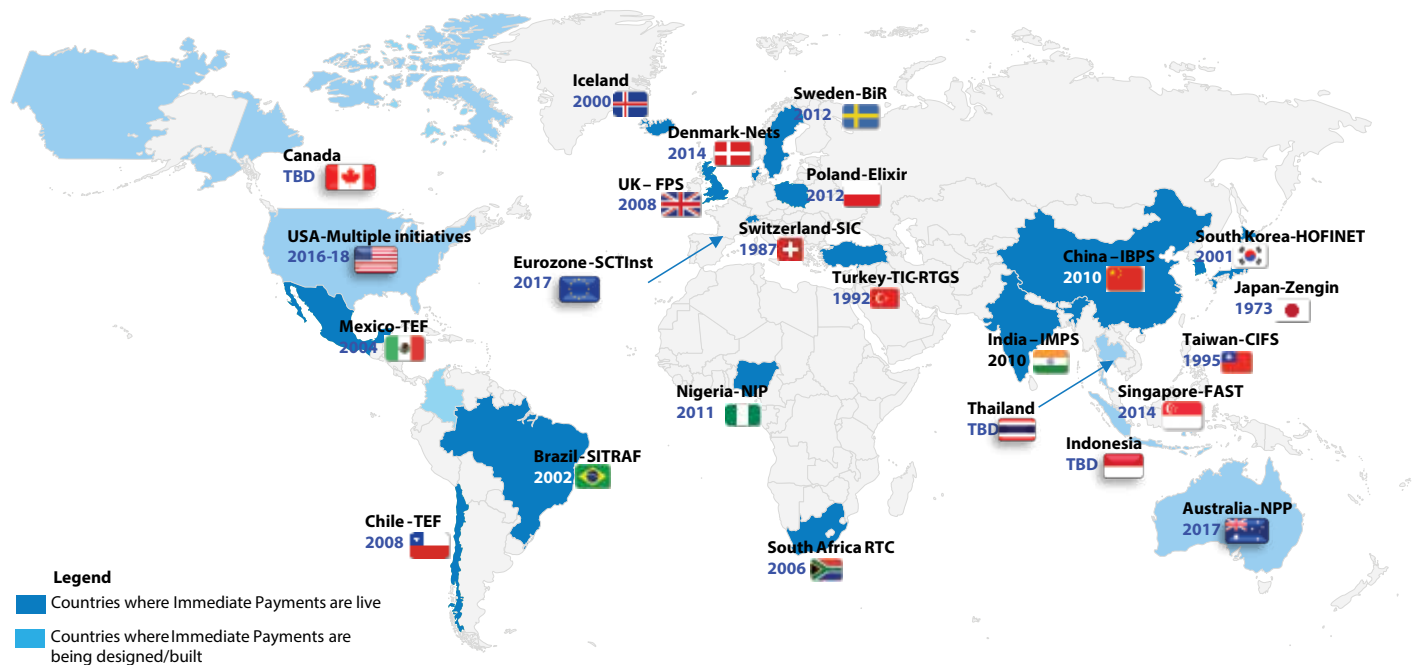 Iceland
2000
Sweden-BiR
2012
Denmark-Nets
2014
Canada
TBD
UK – FPS
2008
Poland-Elixir
2012
Switzerland-SIC
1987
USA-Multiple initiatives
2016-18
Eurozone-SCTInst
2017
Turkey-TIC-RTGS
1992
China – IBPS
2010
South Korea-HOFINET
2001
Japan-Zengin
1973
Mexico-TEF
2004
India – IMPS
2010
Taiwan-CIFS
1995
Nigeria-NIP
2011
Thailand
TBD
Singapore-FAST
2014
Indonesia
TBD
Brazil-SITRAF
2002
Chile-TEF
2008
South Africa RTC
2006
Australia-NPP
2017
Legend
Countries where Immediate Payments are live
Countries where Immediate Payments are
being designed/built